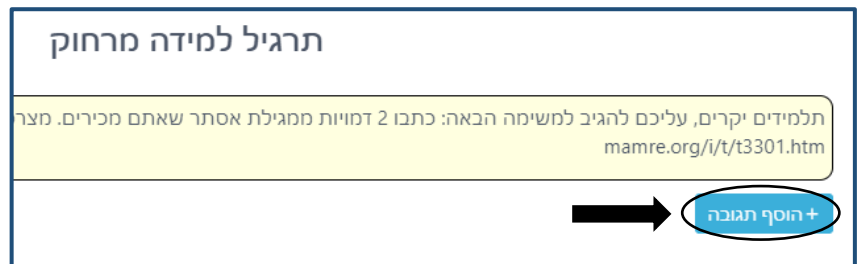 תרגיל למידה מרחוק
תלמידים יקרים, עליכם להגיב למשימה הבאה: כתבו 2 דמויות ממגילת אסתר שאתם מכירים.
mamre.org/i/t/t3301.htm
+ הוסף תגובה